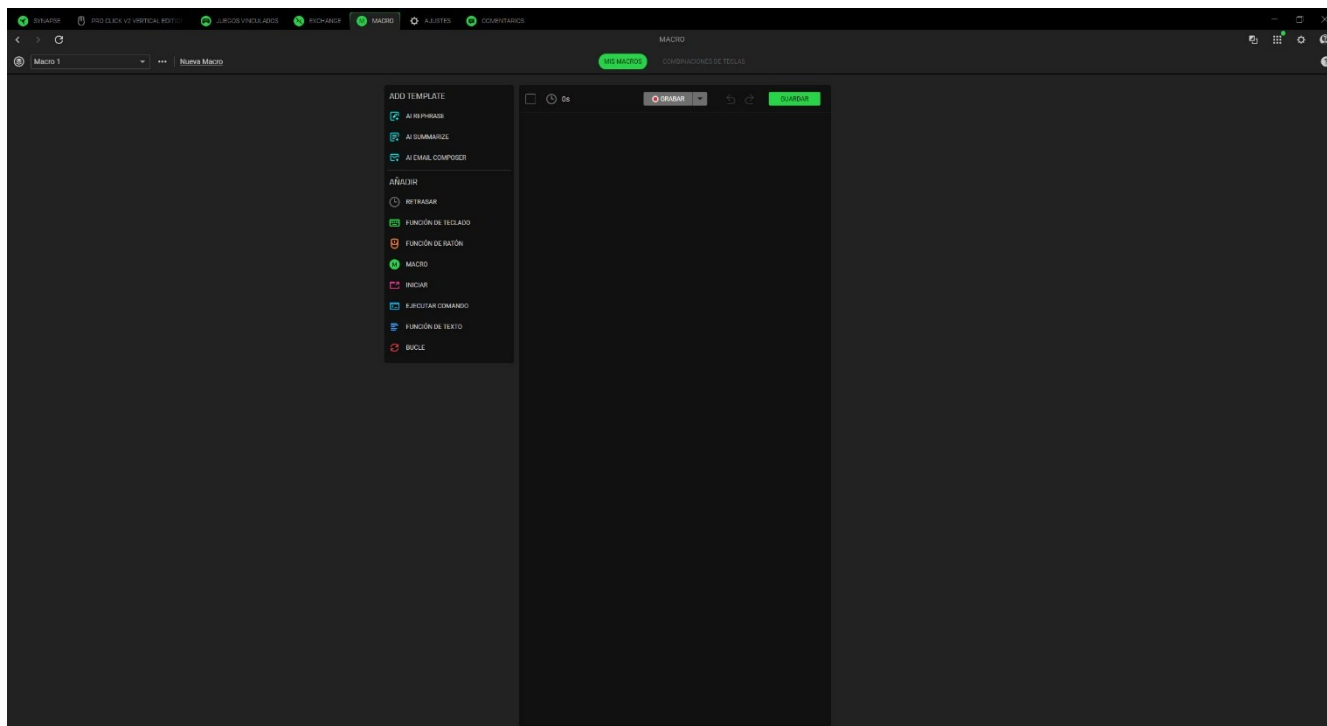 SYNAPSE PRO CLICK V2 VERTICAL EDITIO JUEGOS VINCULADOS EXCHANGE MACRO AJUSTES COMENTARIOS
MACRO
Macro 1 Nueva Macro MIS MACROS COMBINACIONES DE TECLAS
ADD TEMPLATE
AI REPHRASE
AI SUMMARIZE
AI EMAIL COMPOSER
AÑADIR
RETRASAR
FUNCIÓN DE TECLADO
FUNCIÓN DE RATÓN
MACRO
INICIAR
EJECUTAR COMANDO
FUNCIÓN DE TEXTO
BUCLE
0s GRABAR GUARDAR